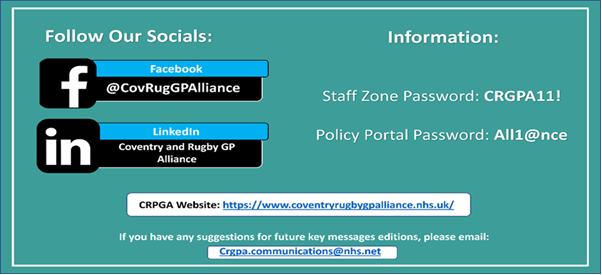 Follow Our Socials:
Facebook
@CovRugGPAlliance
LinkedIn
Coventry and Rugby GP
Alliance
Information:
Staff Zone Password: CRGPA11!
Policy Portal Password: All1@nce
CRPGA Website: https://www.coventryrugbygpalliance.nhs.uk/
If you have any suggestions for future key messages editions, please email:
Crgpa.communications@nhs.net